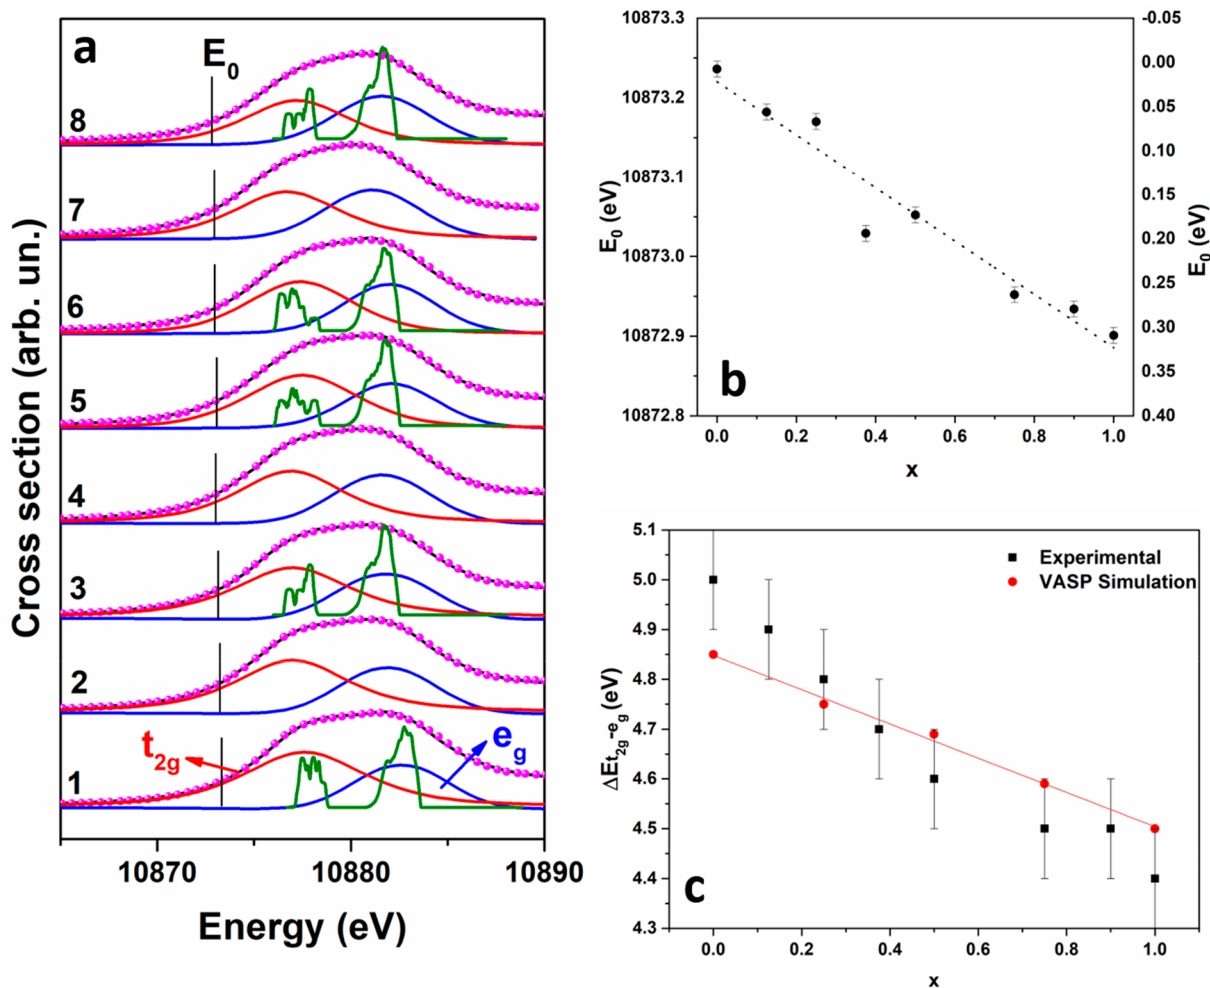 a
E0
8
7
6
5
4
3
2
1
t2g
eg
Cross section (arb. un.)
10870
10880
10890
Energy (eV)
10873.3
10873.2
10873.1
10873.0
10872.9
10872.8
E0 (eV)
-0.05
0.00
0.05
0.10
0.15
0.20
0.25
0.30
0.35
0.40
E0 (eV)
b
0.0 0.2 0.4 0.6 0.8 1.0
x
5.1
5.0
4.9
4.8
4.7
4.6
4.5
4.4
4.3
ΔEt2g-eg (eV)
Experimental
VASP Simulation
c
0.0 0.2 0.4 0.6 0.8 1.0
x